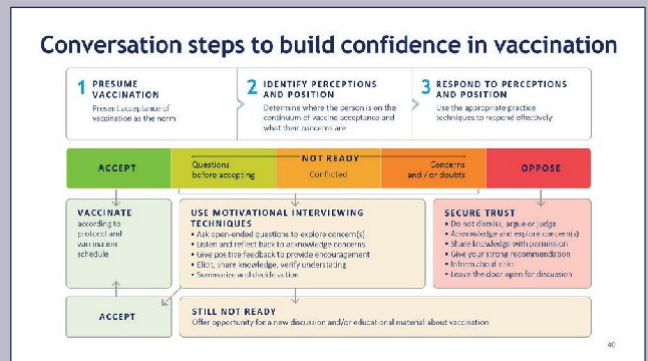 Conversation steps to build confidence in vaccination
1 PRESUME
VACCINATION
Present acceptance of
vaccination as the norm
2 IDENTIFY PERCEPTIONS
AND POSITION
Determine where the person is on the
continuum of vaccine acceptance and
what their concerns are
3 RESPOND TO PERCEPTIONS
AND POSITION
Use the appropriate practice
techniques to respond effectively
ACCEPT
Questions
before accepting
NOT READY
Conflicted
Concerns
and / or doubts
OPPOSE
VACCINATE
according to
protocol and
vaccination
schedule
USE MOTIVATIONAL INTERVIEWING
TECHNIQUES
• Ask open-ended questions to explore concern(s)
• Listen and reflect back to acknowledge concerns
• Give positive feedback to provide encouragement
• Elicit, share knowledge, verify understating
• Summarize and decide action
SECURE TRUST
• Do not dismiss, argue or judge
• Acknowledge and explore concern(s)
• Share knowledge with permission
• Give your strong recommendation
• Inform about risks
• Leave the door open for discussion
ACCEPT
STILL NOT READY
Offer opportunity for a new discussion and/or educational material about vaccination
40